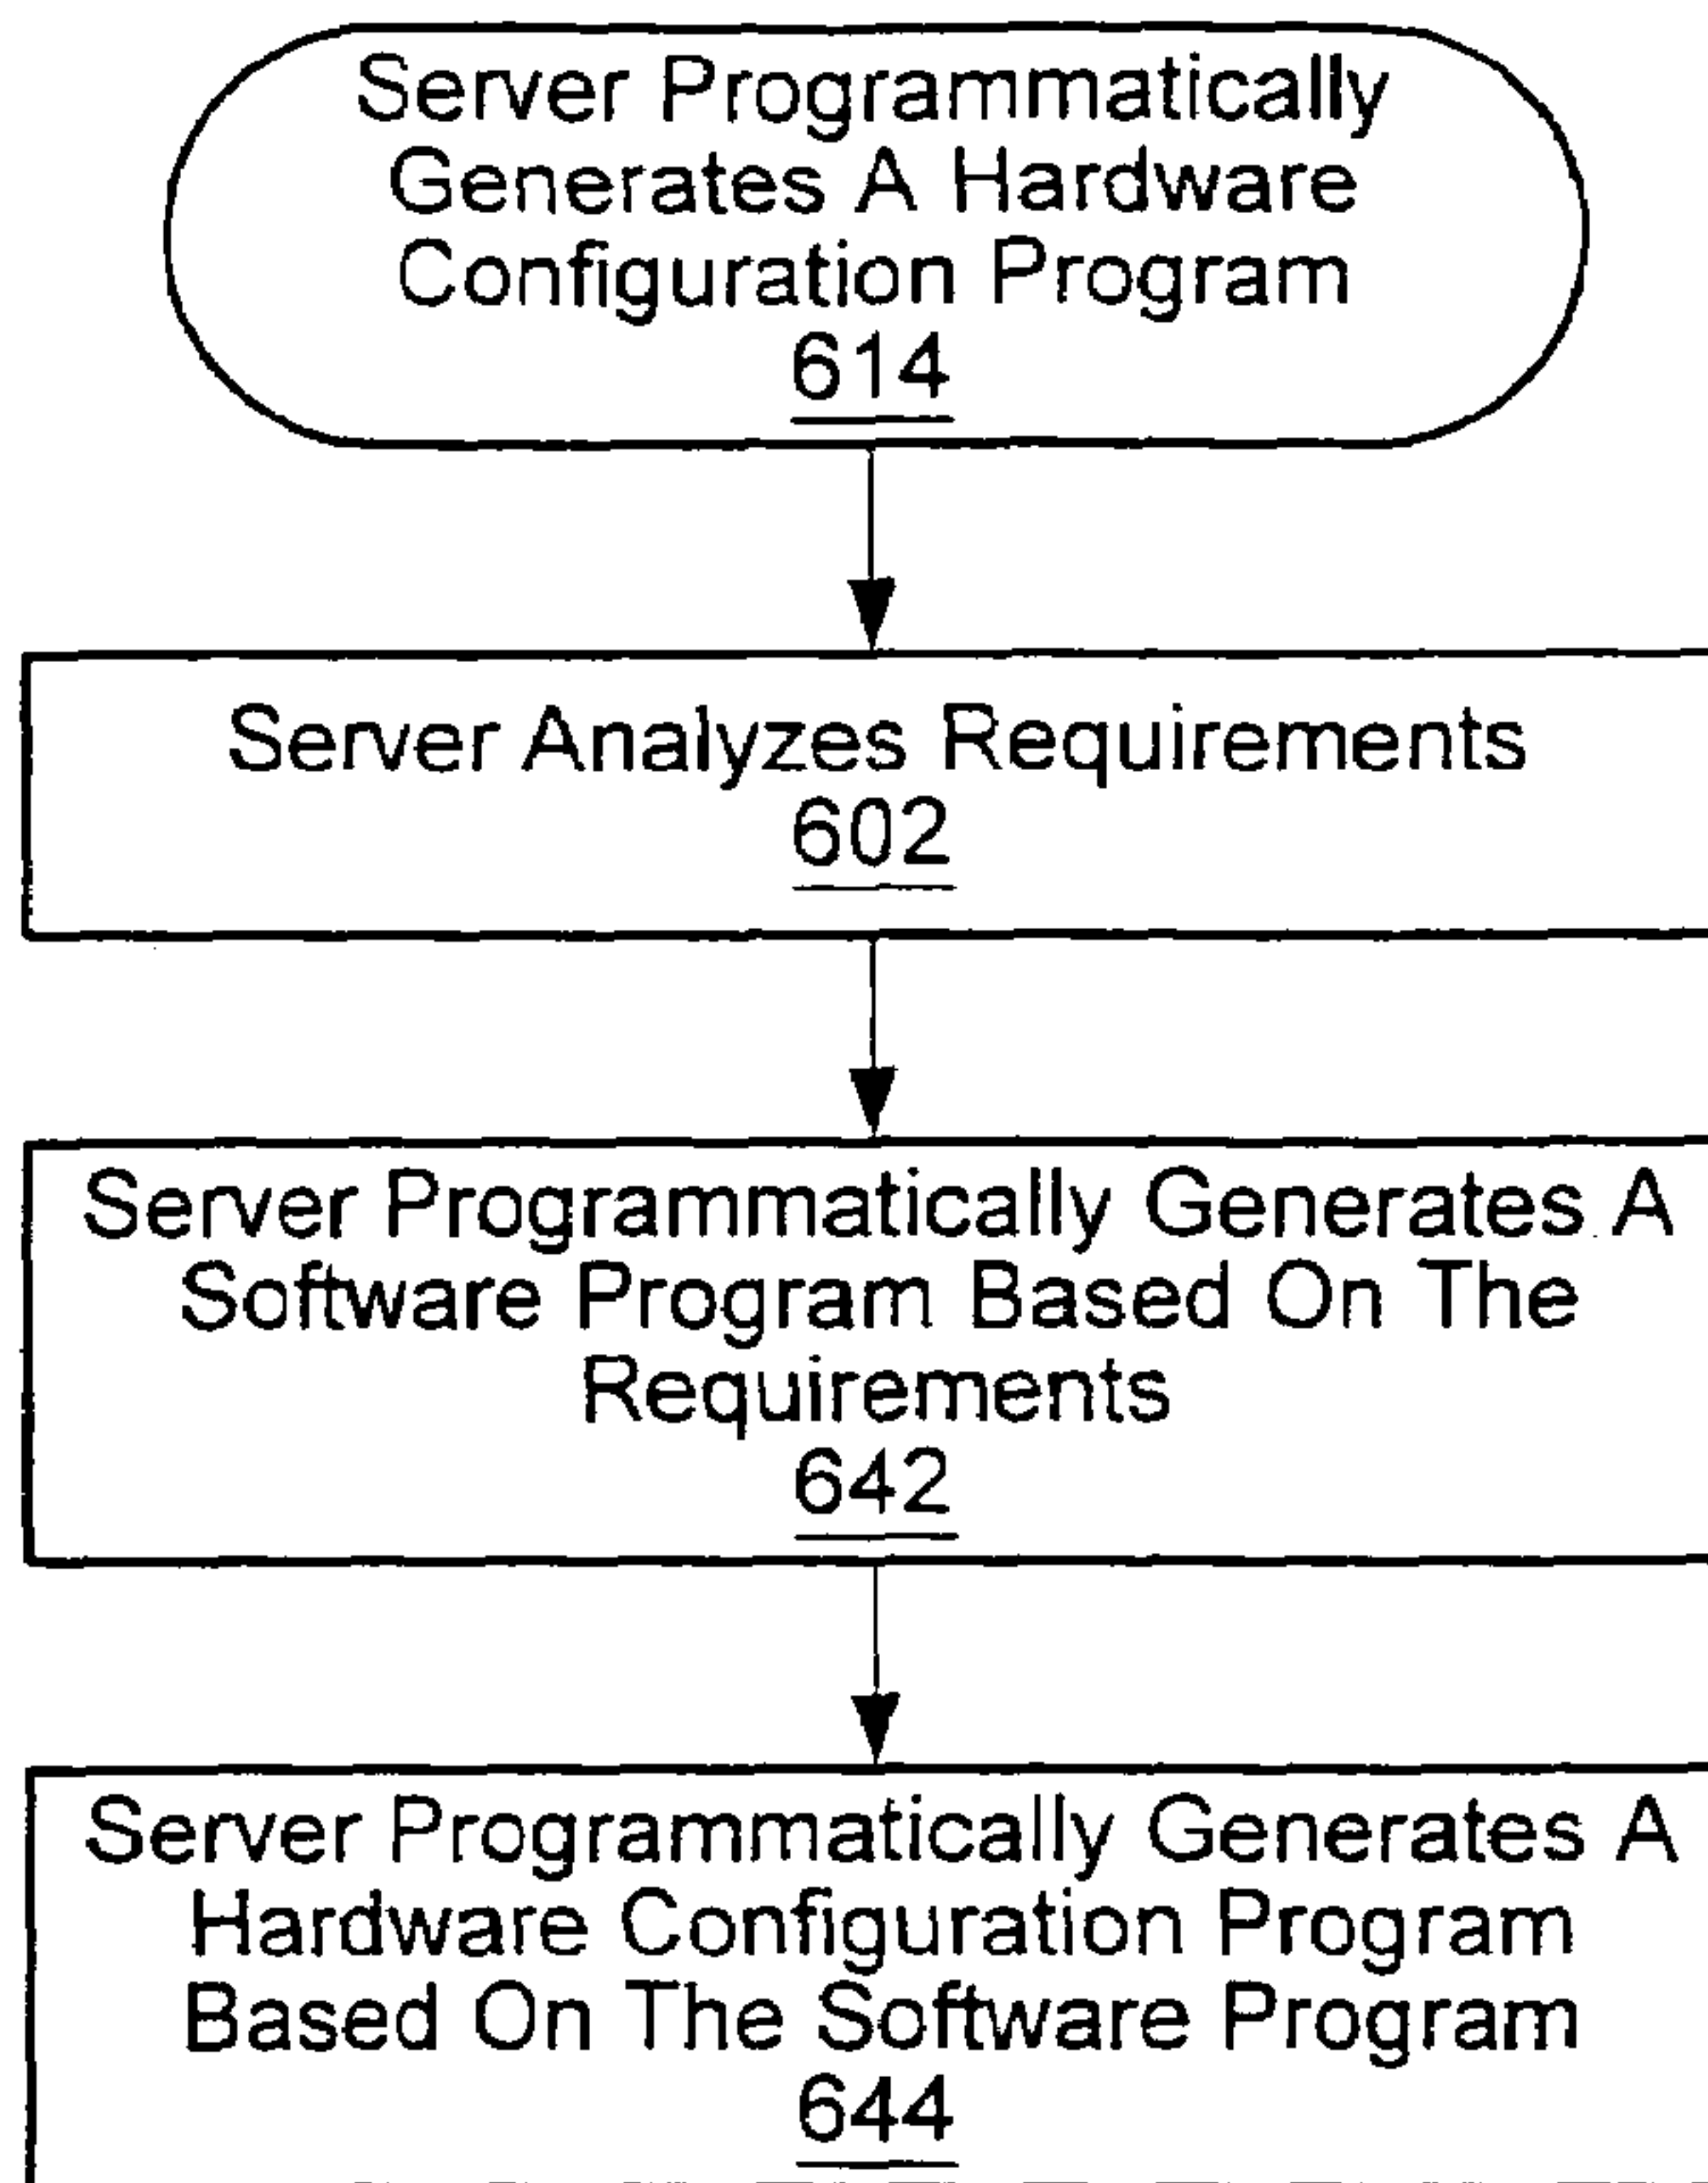 Server Programmatically
Generates A Hardware
Configuration Program
614
Server Analyzes Requirements
602
Server Programmatically Generates A
Software Program Based On The
Requirements
642
Server Programmatically Generates A
Hardware Configuration Program
Based On The Software Program
644